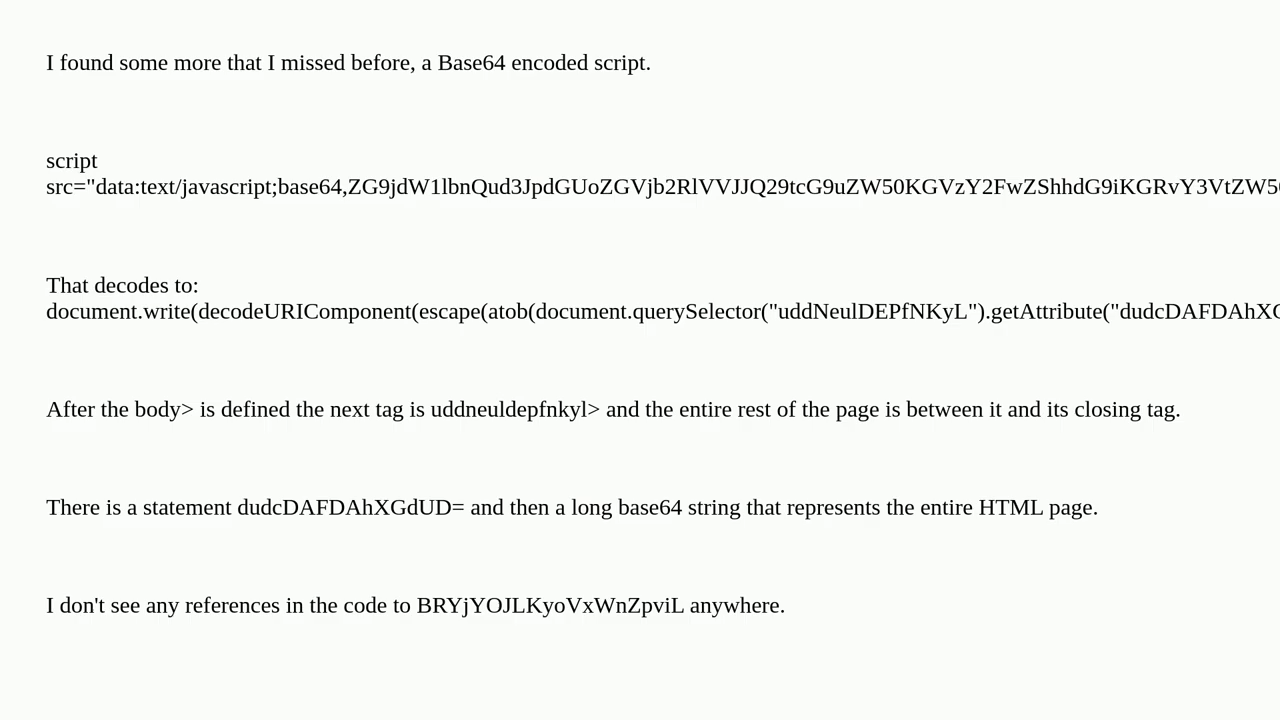 I found some more that I missed before, a Base64 encoded script.
script
src="data:text/javascript;base64,ZG9jdW1lbnQud3JpdGUoZGVjb2RlVVJJQ29tcG9uZW50KGVzY2FwZShhdG9iKGRvY3VtZW50
That decodes to:
document.write(decodeURIComponent(escape(atob(document.querySelector("uddNeulDEPfNKyL").getAttribute("dudcDAFDAhXG
After the body> is defined the next tag is uddneuldepfnkyl> and the entire rest of the page is between it and its closing tag.
There is a statement dudcDAFDAhXGdUD= and then a long base64 string that represents the entire HTML page.
I don't see any references in the code to BRYjYOJLKyoVxWnZpviL anywhere.